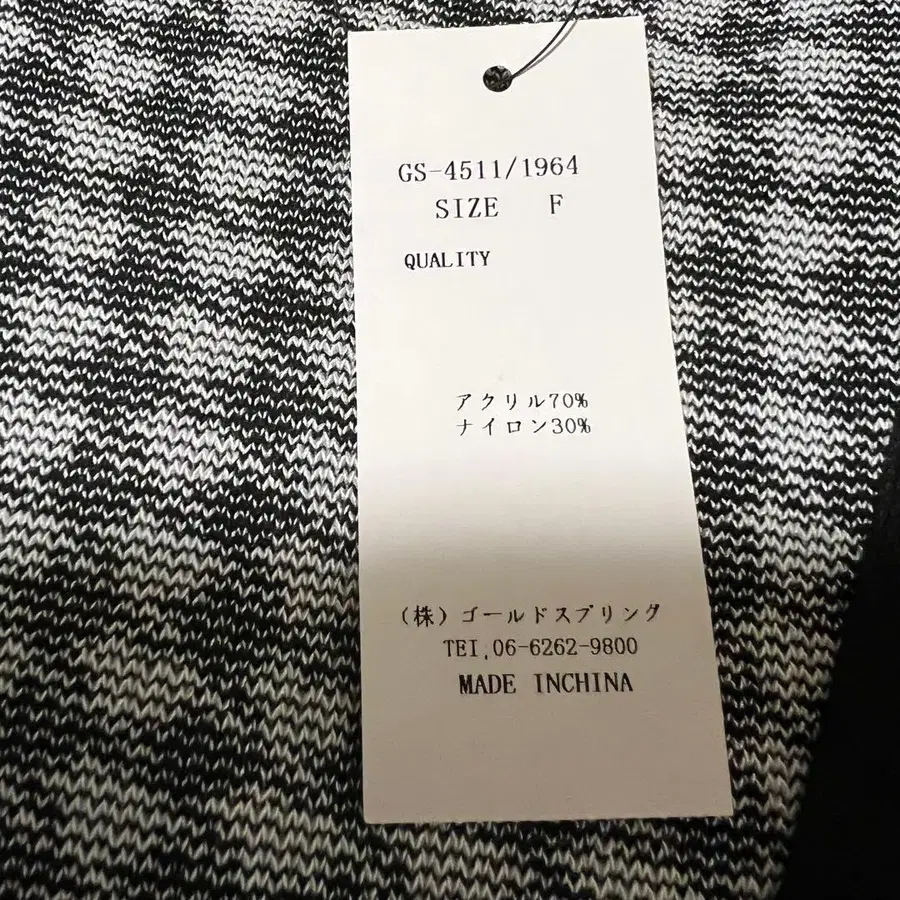 GS-4511/1964
SIZE F
QUALITY
アクリル70%
ナイロン30%
(株)ゴールドスプリング
TEI,06-6262-9800
MADE INCHINA